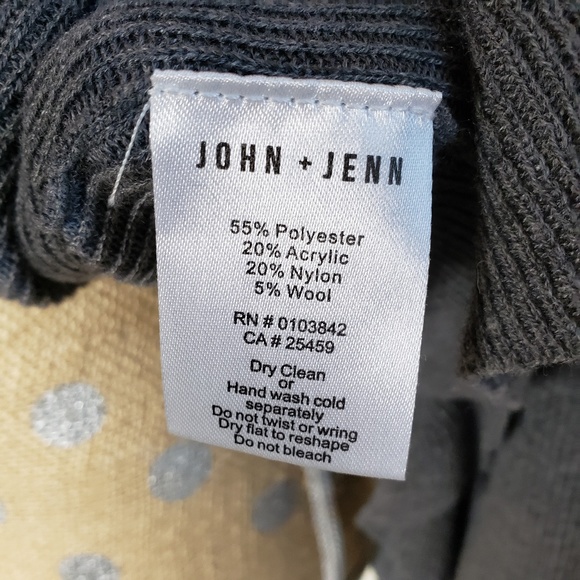 JOHN + JENN
55% Polyester
20% Acrylic
20% Nylon
5% Wool
RN # 0103842
CA # 25459
Dry Clean
or
Hand wash cold
separately
Do not twist or wring
Dry flat to reshape
Do not bleach